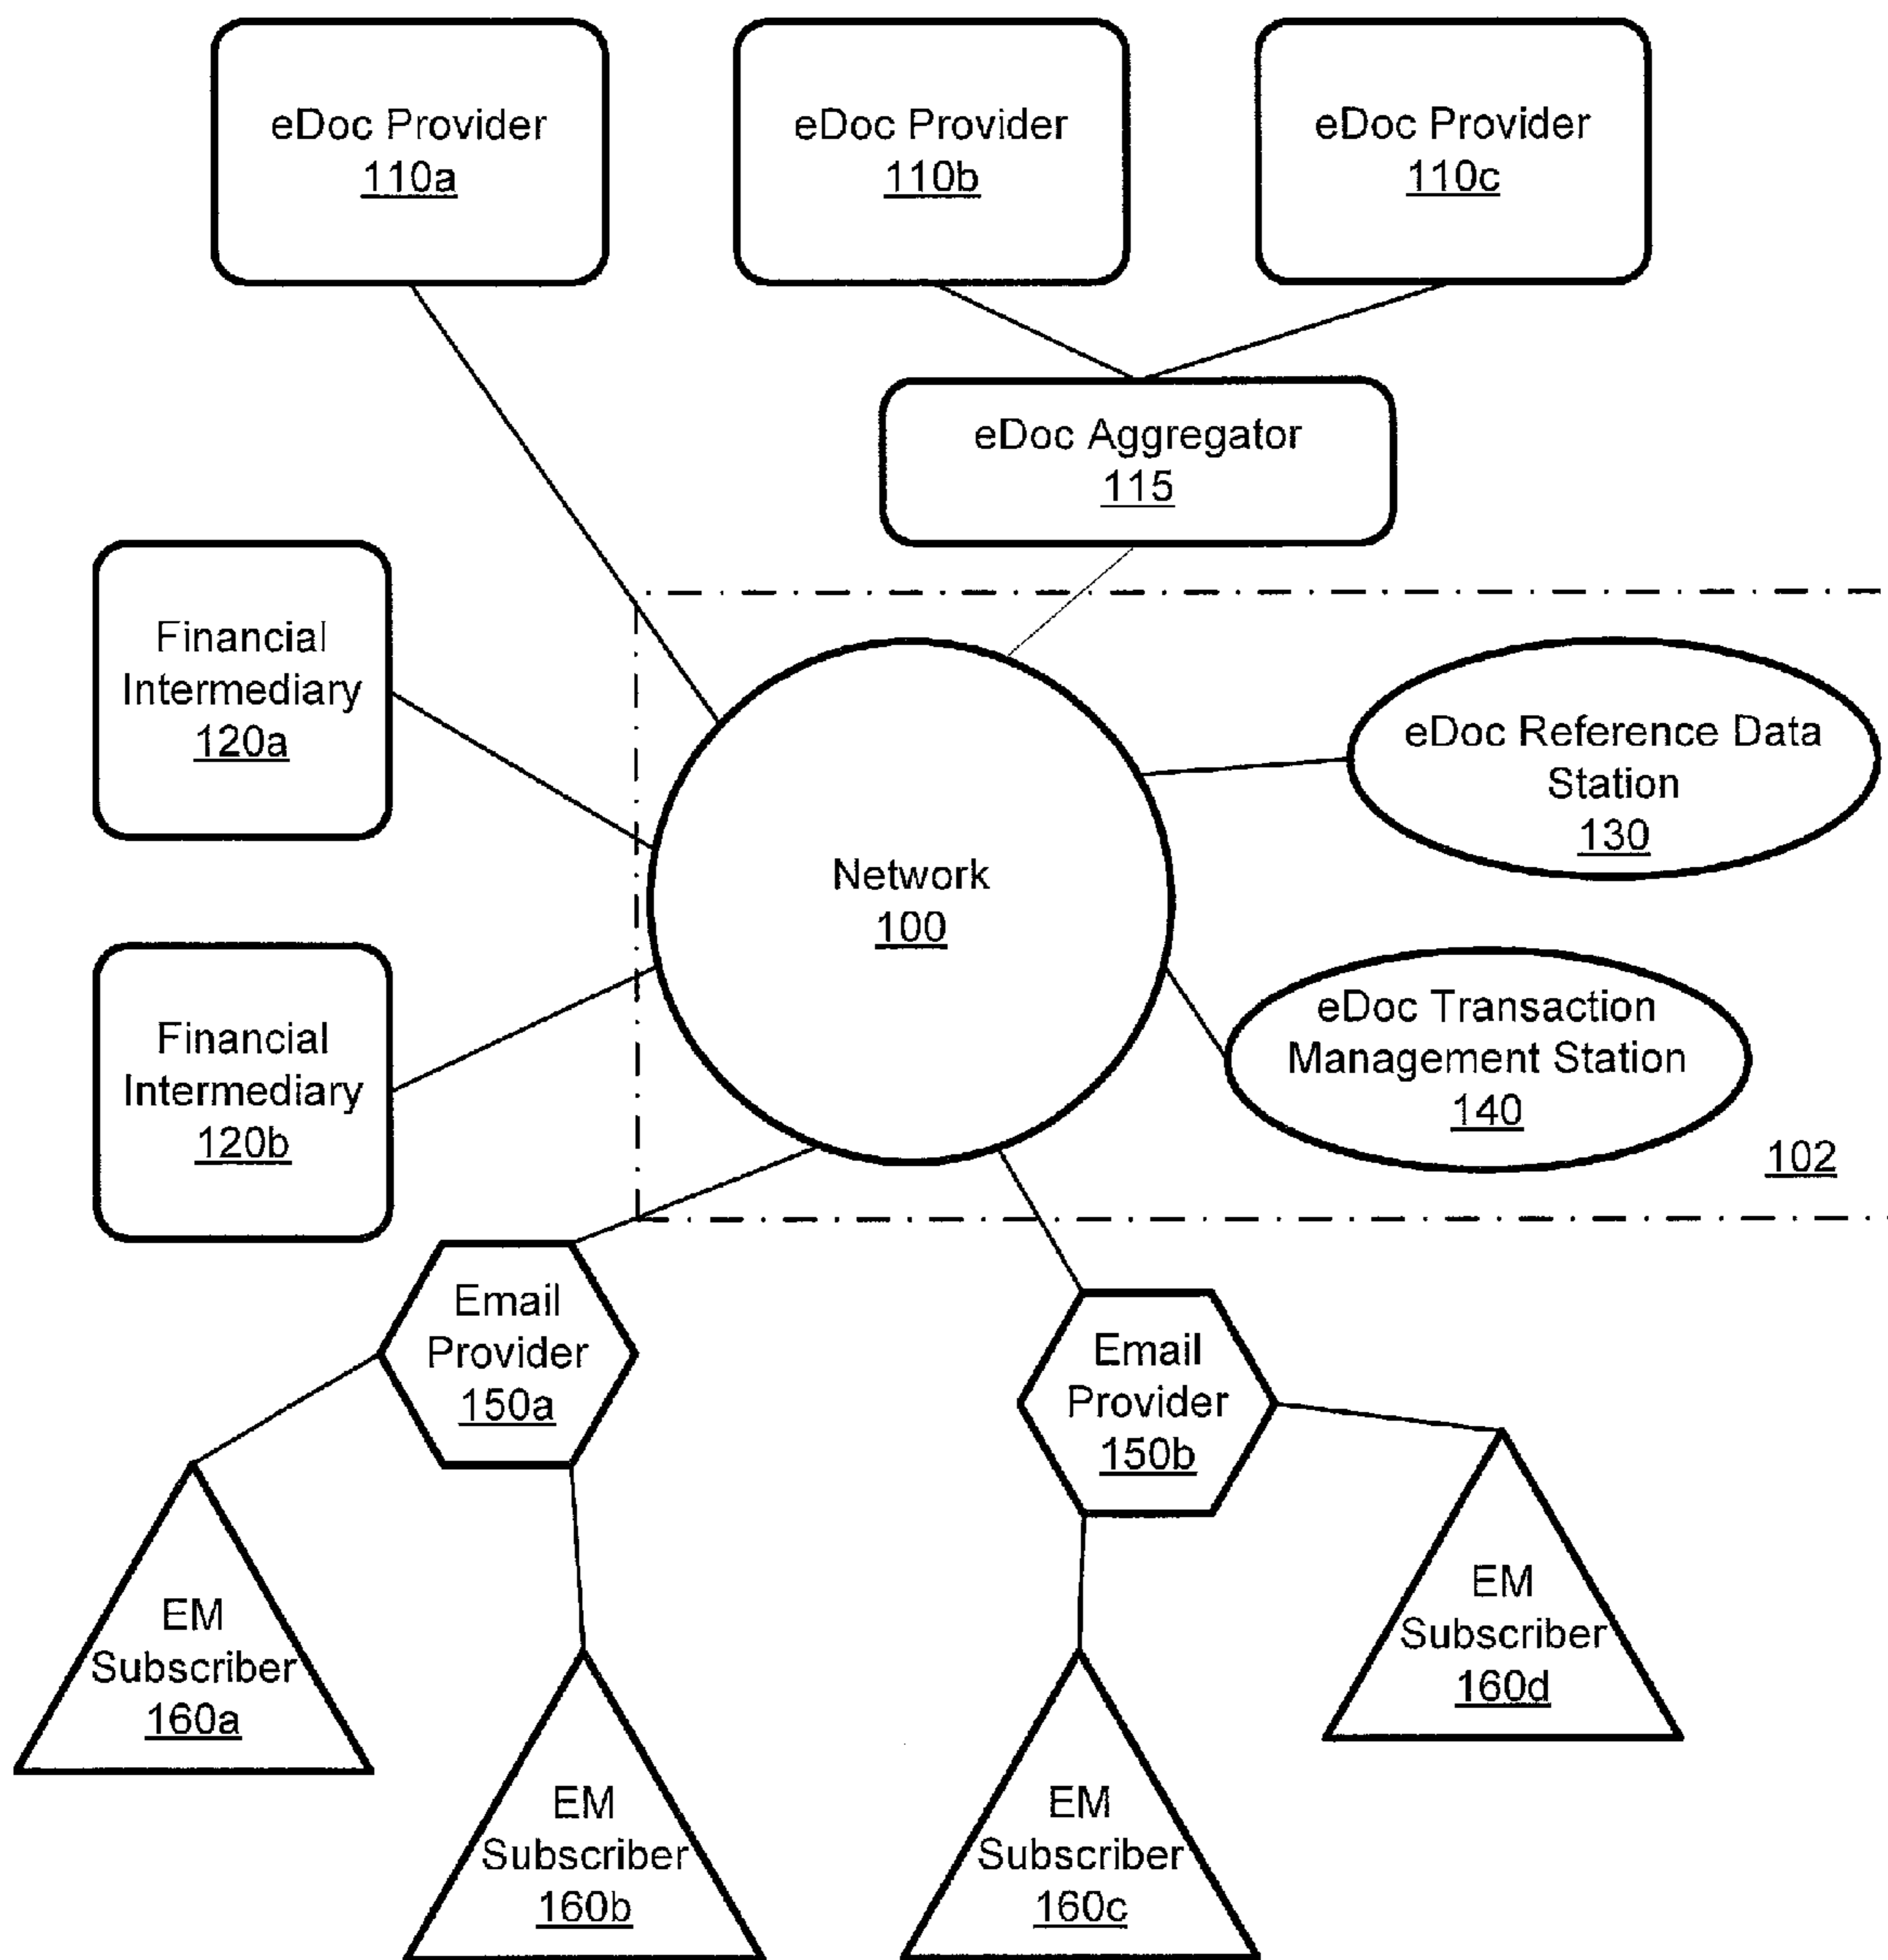 eDoc Provider
110a
eDoc Provider
110b
eDoc Provider
110c
eDoc Aggregator
115
Financial
Intermediary
120a
eDoc Reference Data
Station
130
Network
100
Financial
Intermediary
120b
eDoc Transaction
Management Station
140
102
Email
Provider
150a
Email
Provider
150b
EM
Subscriber
160a
EM
Subscriber
160b
EM
Subscriber
160c
EM
Subscriber
160d